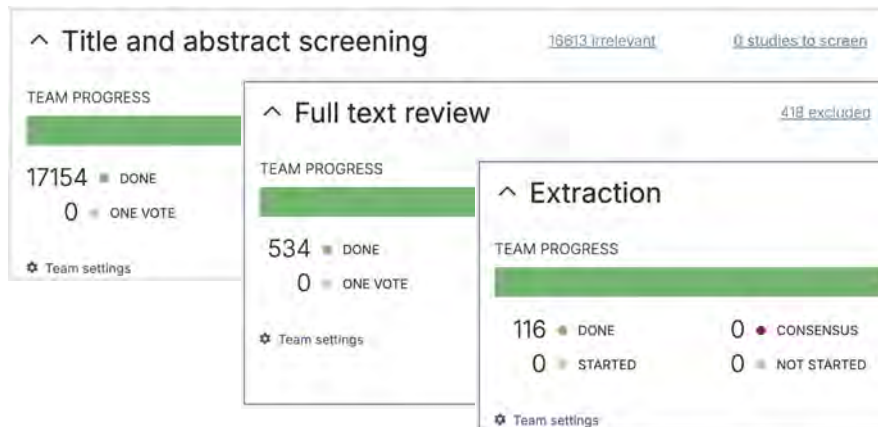 Title and abstract screening
16613 irrelevant
0 studies to screen
TEAM PROGRESS
17154 DONE
0 ONE VOTE
Team settings
Full text review
418 excluded
TEAM PROGRESS
534 DONE
0 ONE VOTE
Team settings
Extraction
TEAM PROGRESS
116 DONE
0 CONSENSUS
0 STARTED
0 NOT STARTED
Team settings